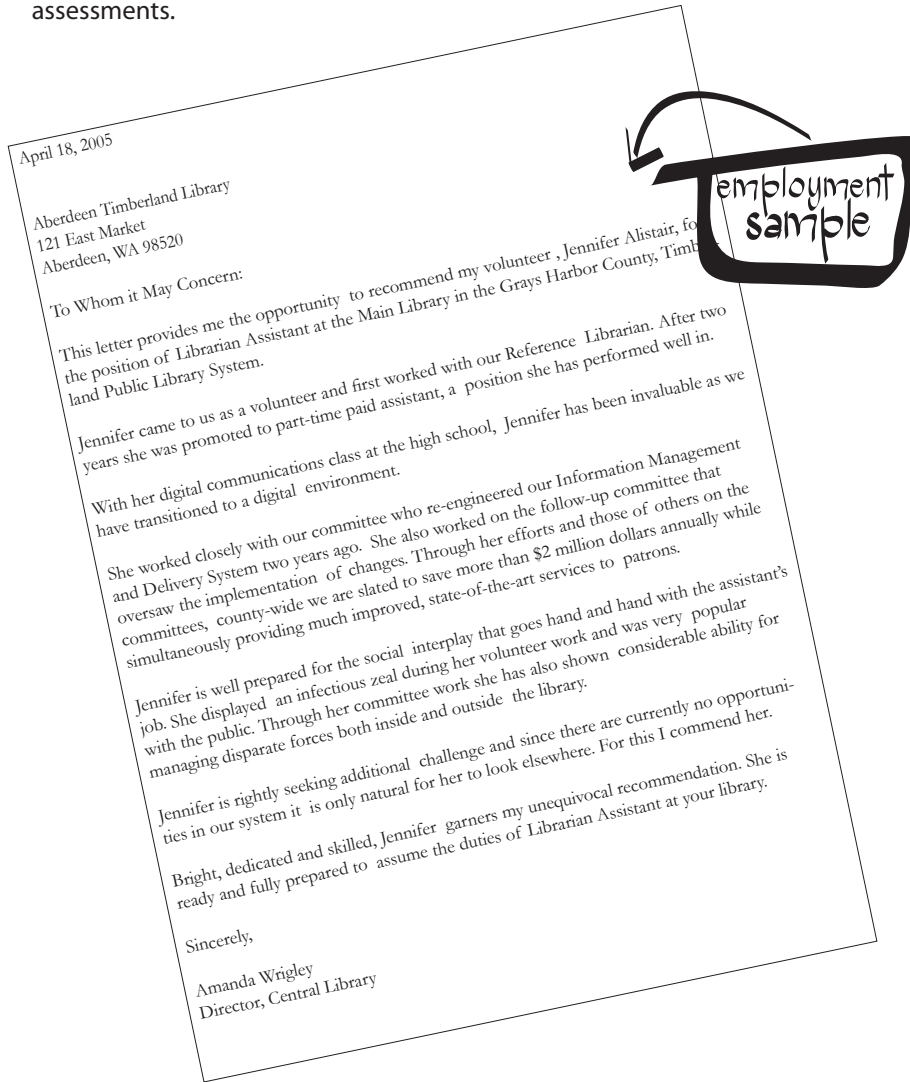 assessments.
April 18, 2005
Aberdeen Timberland Library
121 East Market
Aberdeen, WA 98520
To Whom it May Concern:
This letter provides me the opportunity to recommend my volunteer , Jennifer Alistair, fo
the position of Librarian Assistant at the Main Library in the Grays Harbor County, Timb
land Public Library System.
Jennifer came to us as a volunteer and first worked with our Reference Librarian. After two
years she was promoted to part-time paid assistant, a position she has performed well in.
With her digital communications class at the high school, Jennifer has been invaluable as we
have transitioned to a digital environment.
She worked closely with our committee who re-engineered our Information Management
and Delivery System two years ago. She also worked on the follow-up committee that
oversaw the implementation of changes. Through her efforts and those of others on the
committees, county-wide we are slated to save more than $2 million dollars annually while
simultaneously providing much improved, state-of-the-art services to patrons.
Jennifer is well prepared for the social interplay that goes hand and hand with the assistant's
job. She displayed an infectious zeal during her volunteer work and was very popular
with the public. Through her committee work she has also shown considerable ability for
managing disparate forces both inside and outside the library.
Jennifer is rightly seeking additional challenge and since there are currently no opportuni-
ties in our system it is only natural for her to look elsewhere. For this I commend her.
Bright, dedicated and skilled, Jennifer garners my unequivocal recommendation. She is
ready and fully prepared to assume the duties of Librarian Assistant at your library.
Sincerely,
Amanda Wrigley
Director, Central Library
employment
sample